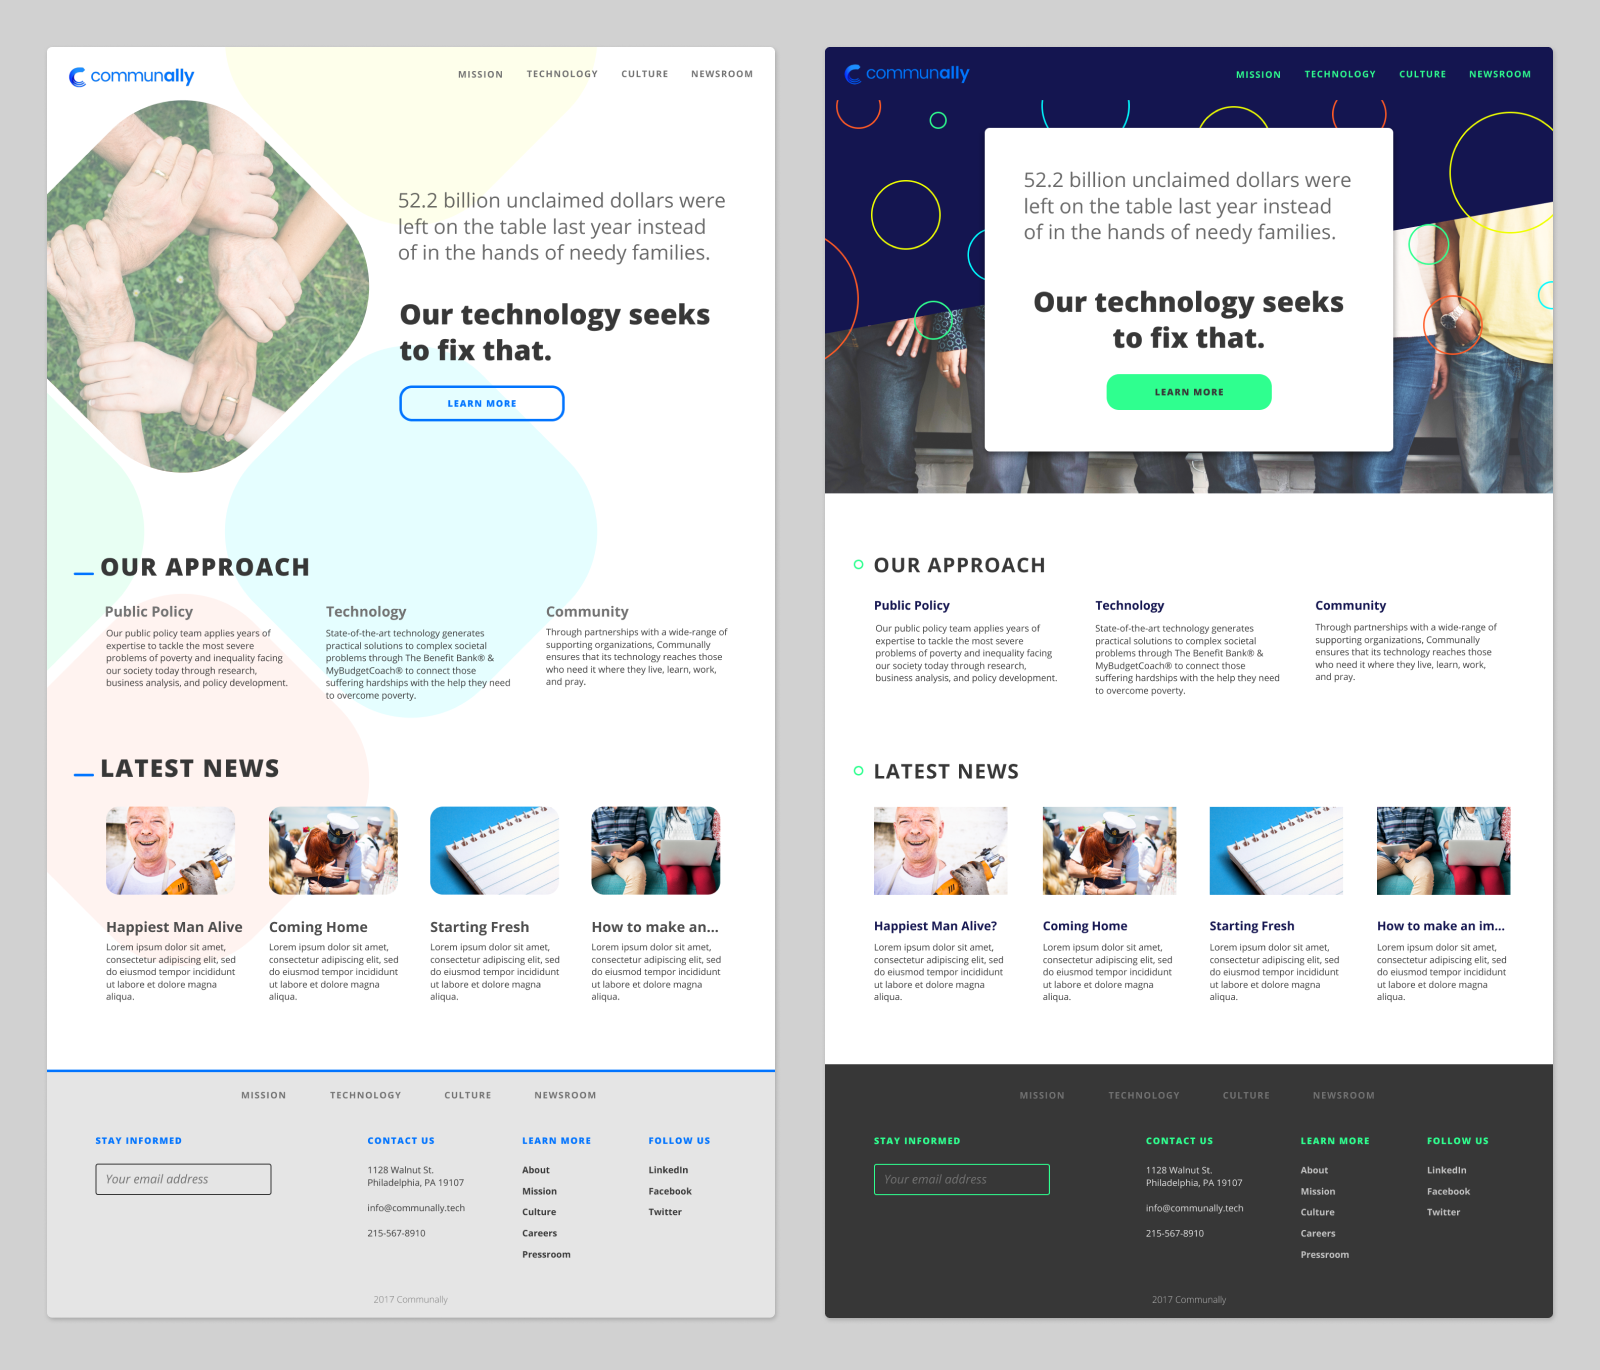 communally
MISSION TECHNOLOGY CULTURE NEWSROOM
52.2 billion unclaimed dollars were
left on the table last year instead
of in the hands of needy families.
Our technology seeks
to fix that.
LEARN MORE
OUR APPROACH
Public Policy
Our public policy team applies years of
expertise to tackle the most severe
problems of poverty and inequality facing
our society today through research,
business analysis, and policy development.
Technology
State-of-the-art technology generates
practical solutions to complex societal
problems through The Benefit Bank® &
MyBudgetCoach® to connect those
suffering hardships with the help they need
to overcome poverty.
Community
Through partnerships with a wide-range of
supporting organizations, Communally
ensures that its technology reaches those
who need it where they live, learn, work,
and pray.
LATEST NEWS
Happiest Man Alive
Lorem ipsum dolor sit amet,
consectetur adipiscing elit, sed
do eiusmod tempor incididunt
ut labore et dolore magna
aliqua.
Coming Home
Lorem ipsum dolor sit amet,
consectetur adipiscing elit, sed
do eiusmod tempor incididunt
ut labore et dolore magna
aliqua.
Starting Fresh
Lorem ipsum dolor sit amet,
consectetur adipiscing elit, sed
do eiusmod tempor incididunt
ut labore et dolore magna
aliqua.
How to make an...
Lorem ipsum dolor sit amet,
consectetur adipiscing elit, sed
do eiusmod tempor incididunt
ut labore et dolore magna
aliqua.
MISSION TECHNOLOGY CULTURE NEWSROOM
STAY INFORMED
Your email address
CONTACT US
1128 Walnut St.
Philadelphia, PA 19107
info@communally.tech
215-567-8910
LEARN MORE
About
Mission
Culture
Careers
Pressroom
FOLLOW US
LinkedIn
Facebook
Twitter
2017 Communally
communally
MISSION TECHNOLOGY CULTURE NEWSROOM
52.2 billion unclaimed dollars were
left on the table last year instead
of in the hands of needy families.
Our technology seeks
to fix that.
LEARN MORE
OUR APPROACH
Public Policy
Our public policy team applies years of
expertise to tackle the most severe
problems of poverty and inequality facing
our society today through research,
business analysis, and policy development.
Technology
State-of-the-art technology generates
practical solutions to complex societal
problems through The Benefit Bank® &
MyBudgetCoach® to connect those
suffering hardships with the help they need
to overcome poverty.
Community
Through partnerships with a wide-range of
supporting organizations, Communally
ensures that its technology reaches those
who need it where they live, learn, work,
and pray.
LATEST NEWS
Happiest Man Alive?
Lorem ipsum dolor sit amet,
consectetur adipiscing elit, sed
do eiusmod tempor incididunt
ut labore et dolore magna
aliqua.
Coming Home
Lorem ipsum dolor sit amet,
consectetur adipiscing elit, sed
do eiusmod tempor incididunt
ut labore et dolore magna
aliqua.
Starting Fresh
Lorem ipsum dolor sit amet,
consectetur adipiscing elit, sed
do eiusmod tempor incididunt
ut labore et dolore magna
aliqua.
How to make an im...
Lorem ipsum dolor sit amet,
consectetur adipiscing elit, sed
do eiusmod tempor incididunt
ut labore et dolore magna
aliqua.
MISSION TECHNOLOGY CULTURE NEWSROOM
STAY INFORMED
Your email address
CONTACT US
1128 Walnut St.
Philadelphia, PA 19107
info@communally.tech
215-567-8910
LEARN MORE
About
Mission
Culture
Careers
Pressroom
FOLLOW US
LinkedIn
Facebook
Twitter
2017 Communally